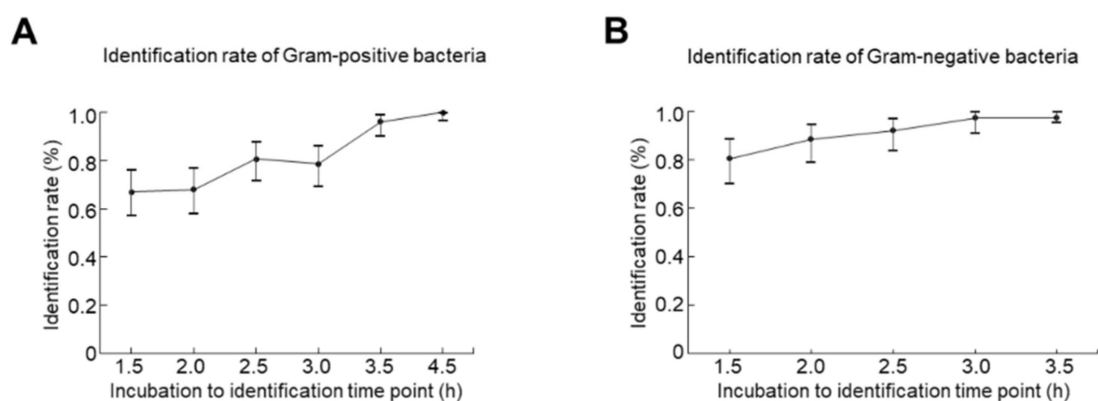 A
Identification rate of Gram-positive bacteria
Identification rate (%)
1.0
0.8
0.6
0.4
0.2
0
1.5 2.0 2.5 3.0 3.5 4.5
Incubation to identification time point (h)
B
Identification rate of Gram-negative bacteria
Identification rate (%)
1.0
0.8
0.6
0.4
0.2
0
1.5 2.0 2.5 3.0 3.5
Incubation to identification time point (h)